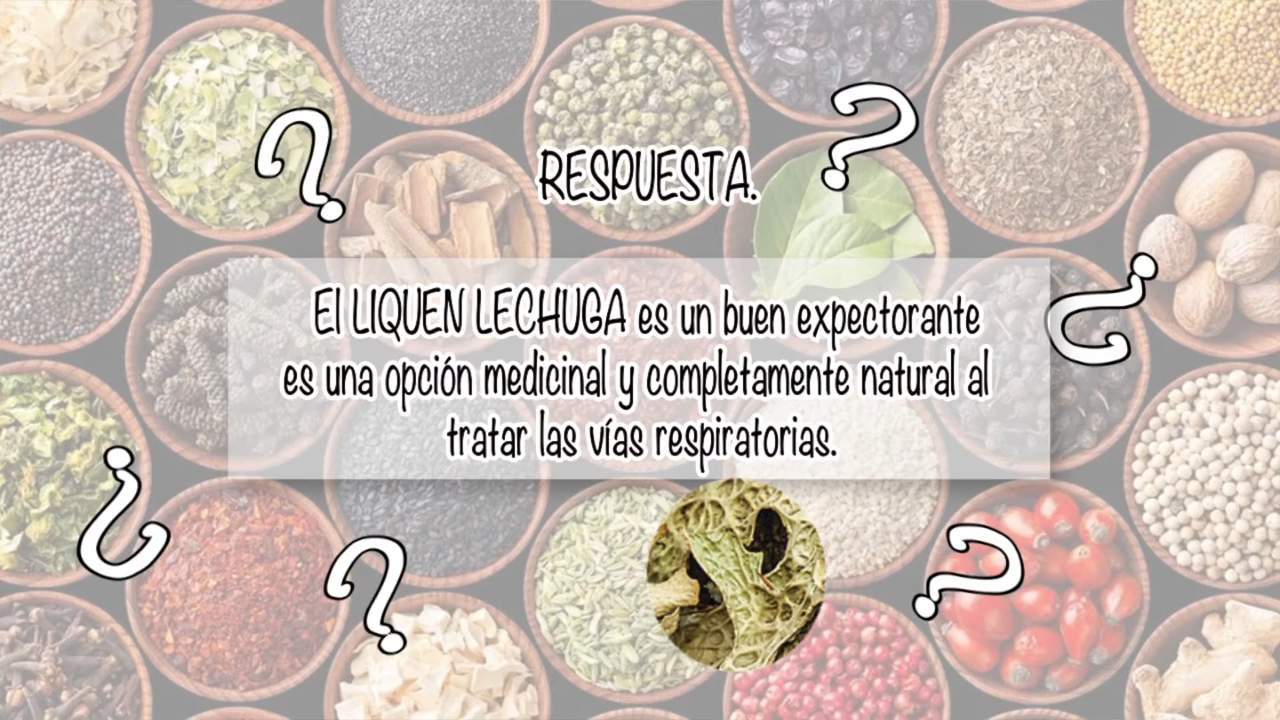 RESPUESTA.
El LIQUEN LECHUGA es un buen expectorante
es una opción medicinal y completamente natural al
tratar las vías respiratorias.